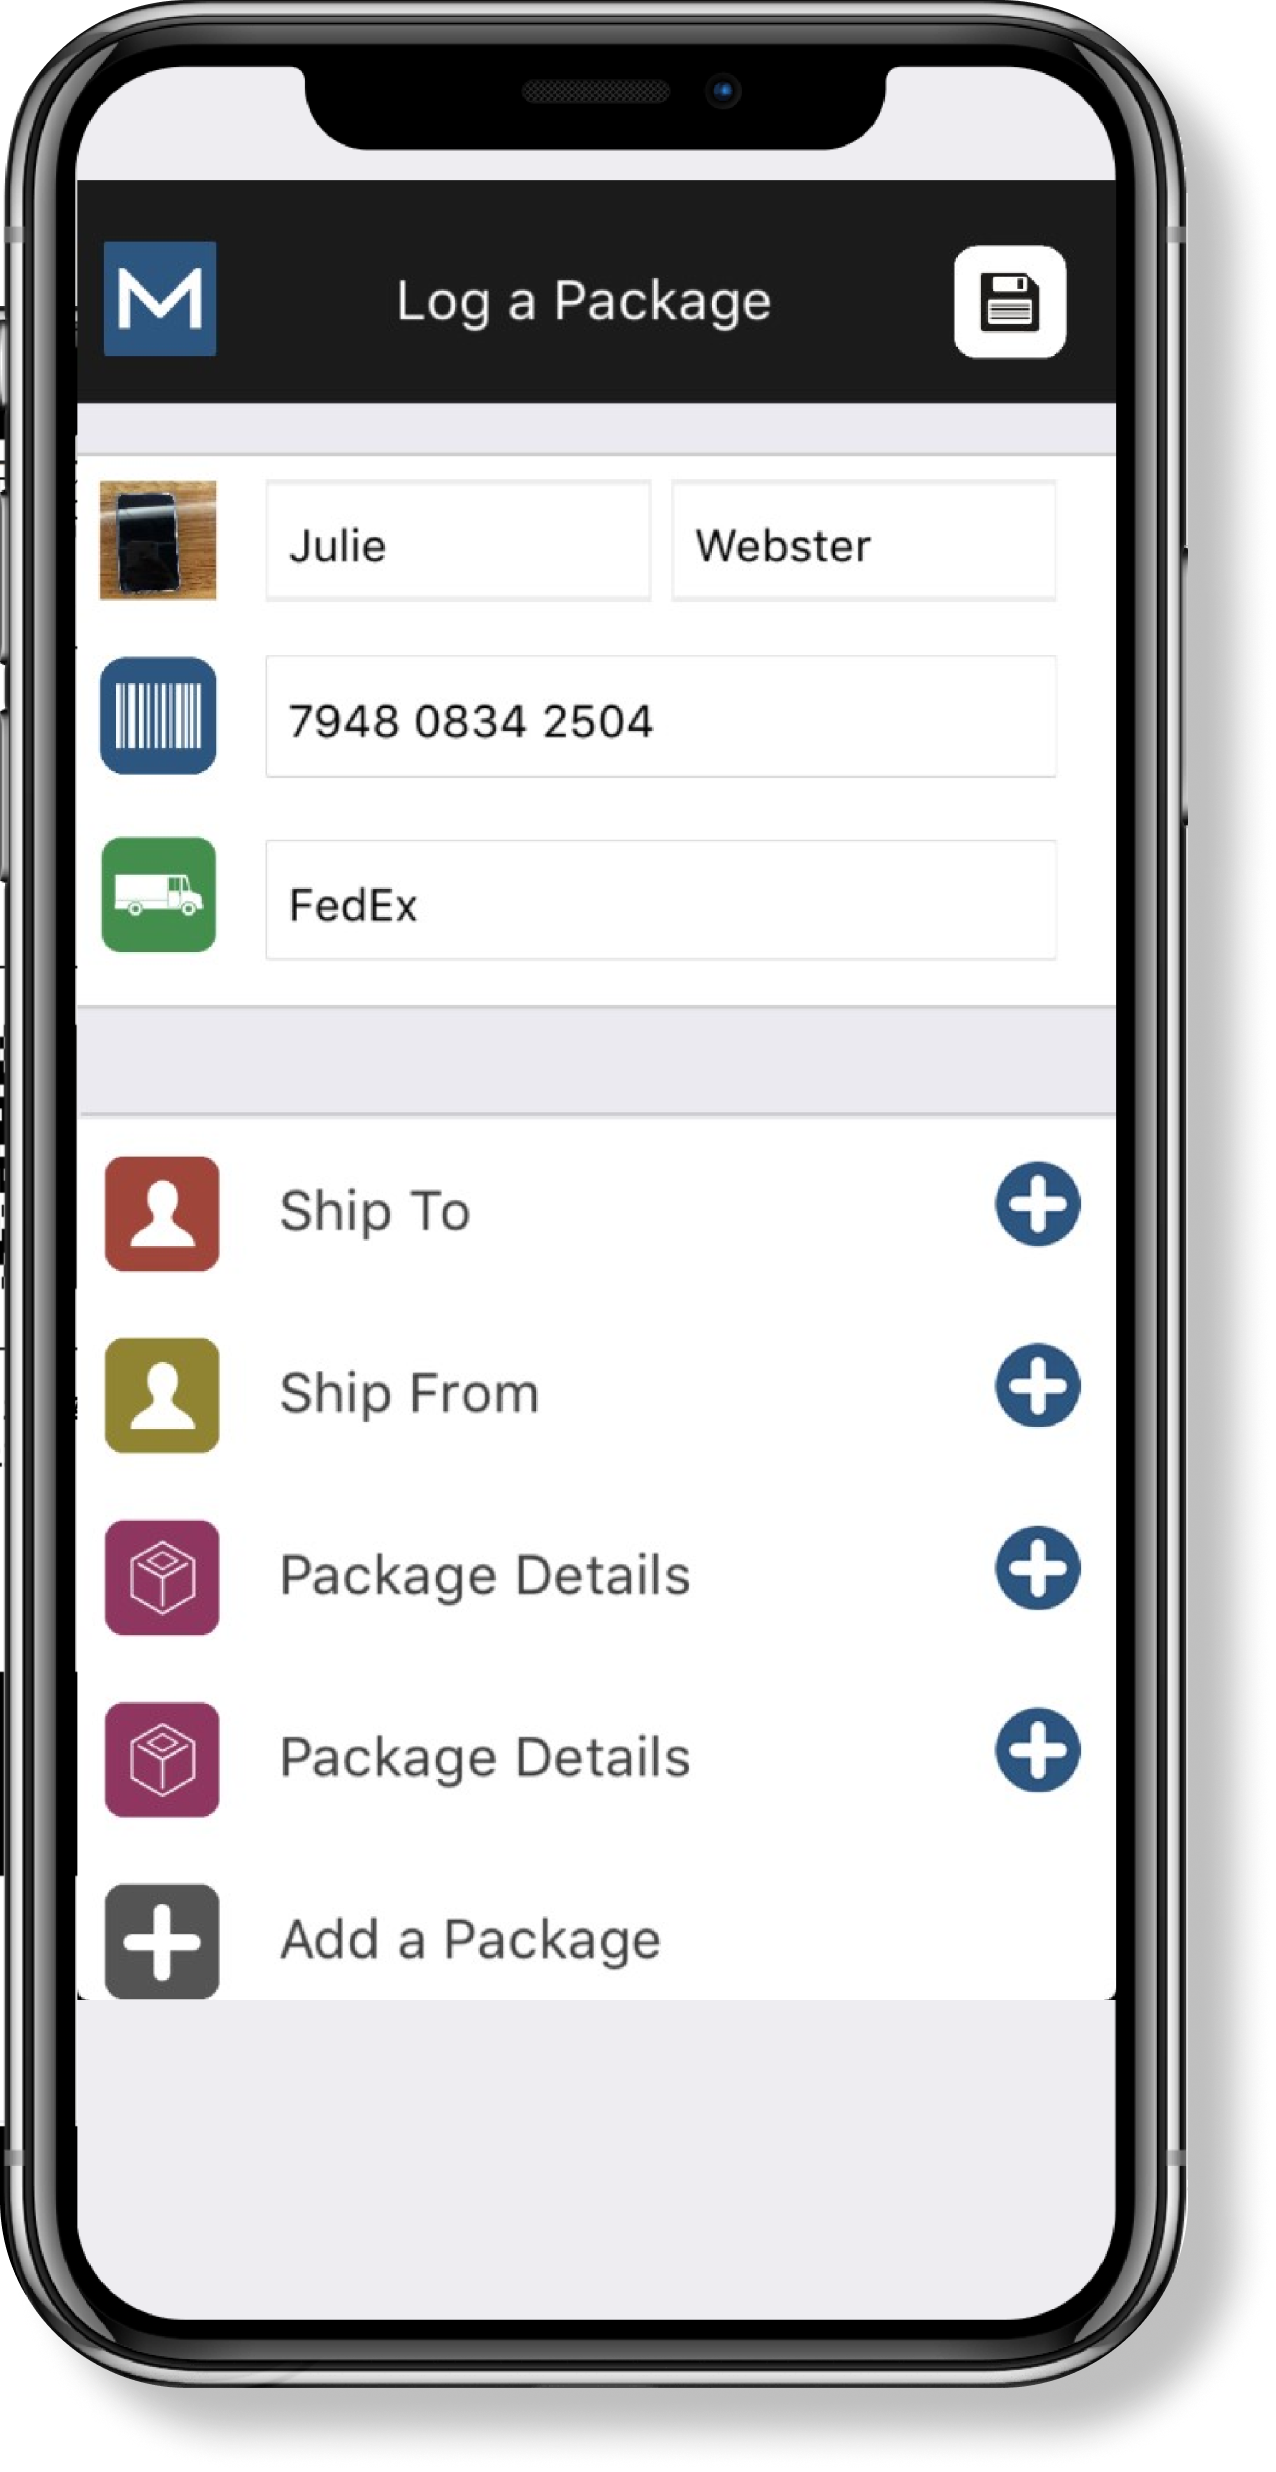 M
Log a Package
Julie
Webster
7948 0834 2504
FedEx
Ship To
Ship From
Package Details
Package Details
Add a Package